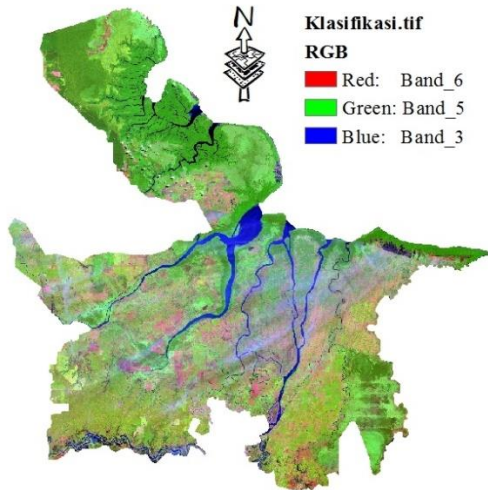 N
Klasifikasi.tif
RGB
Red: Band_6
Green: Band_5
Blue: Band_3